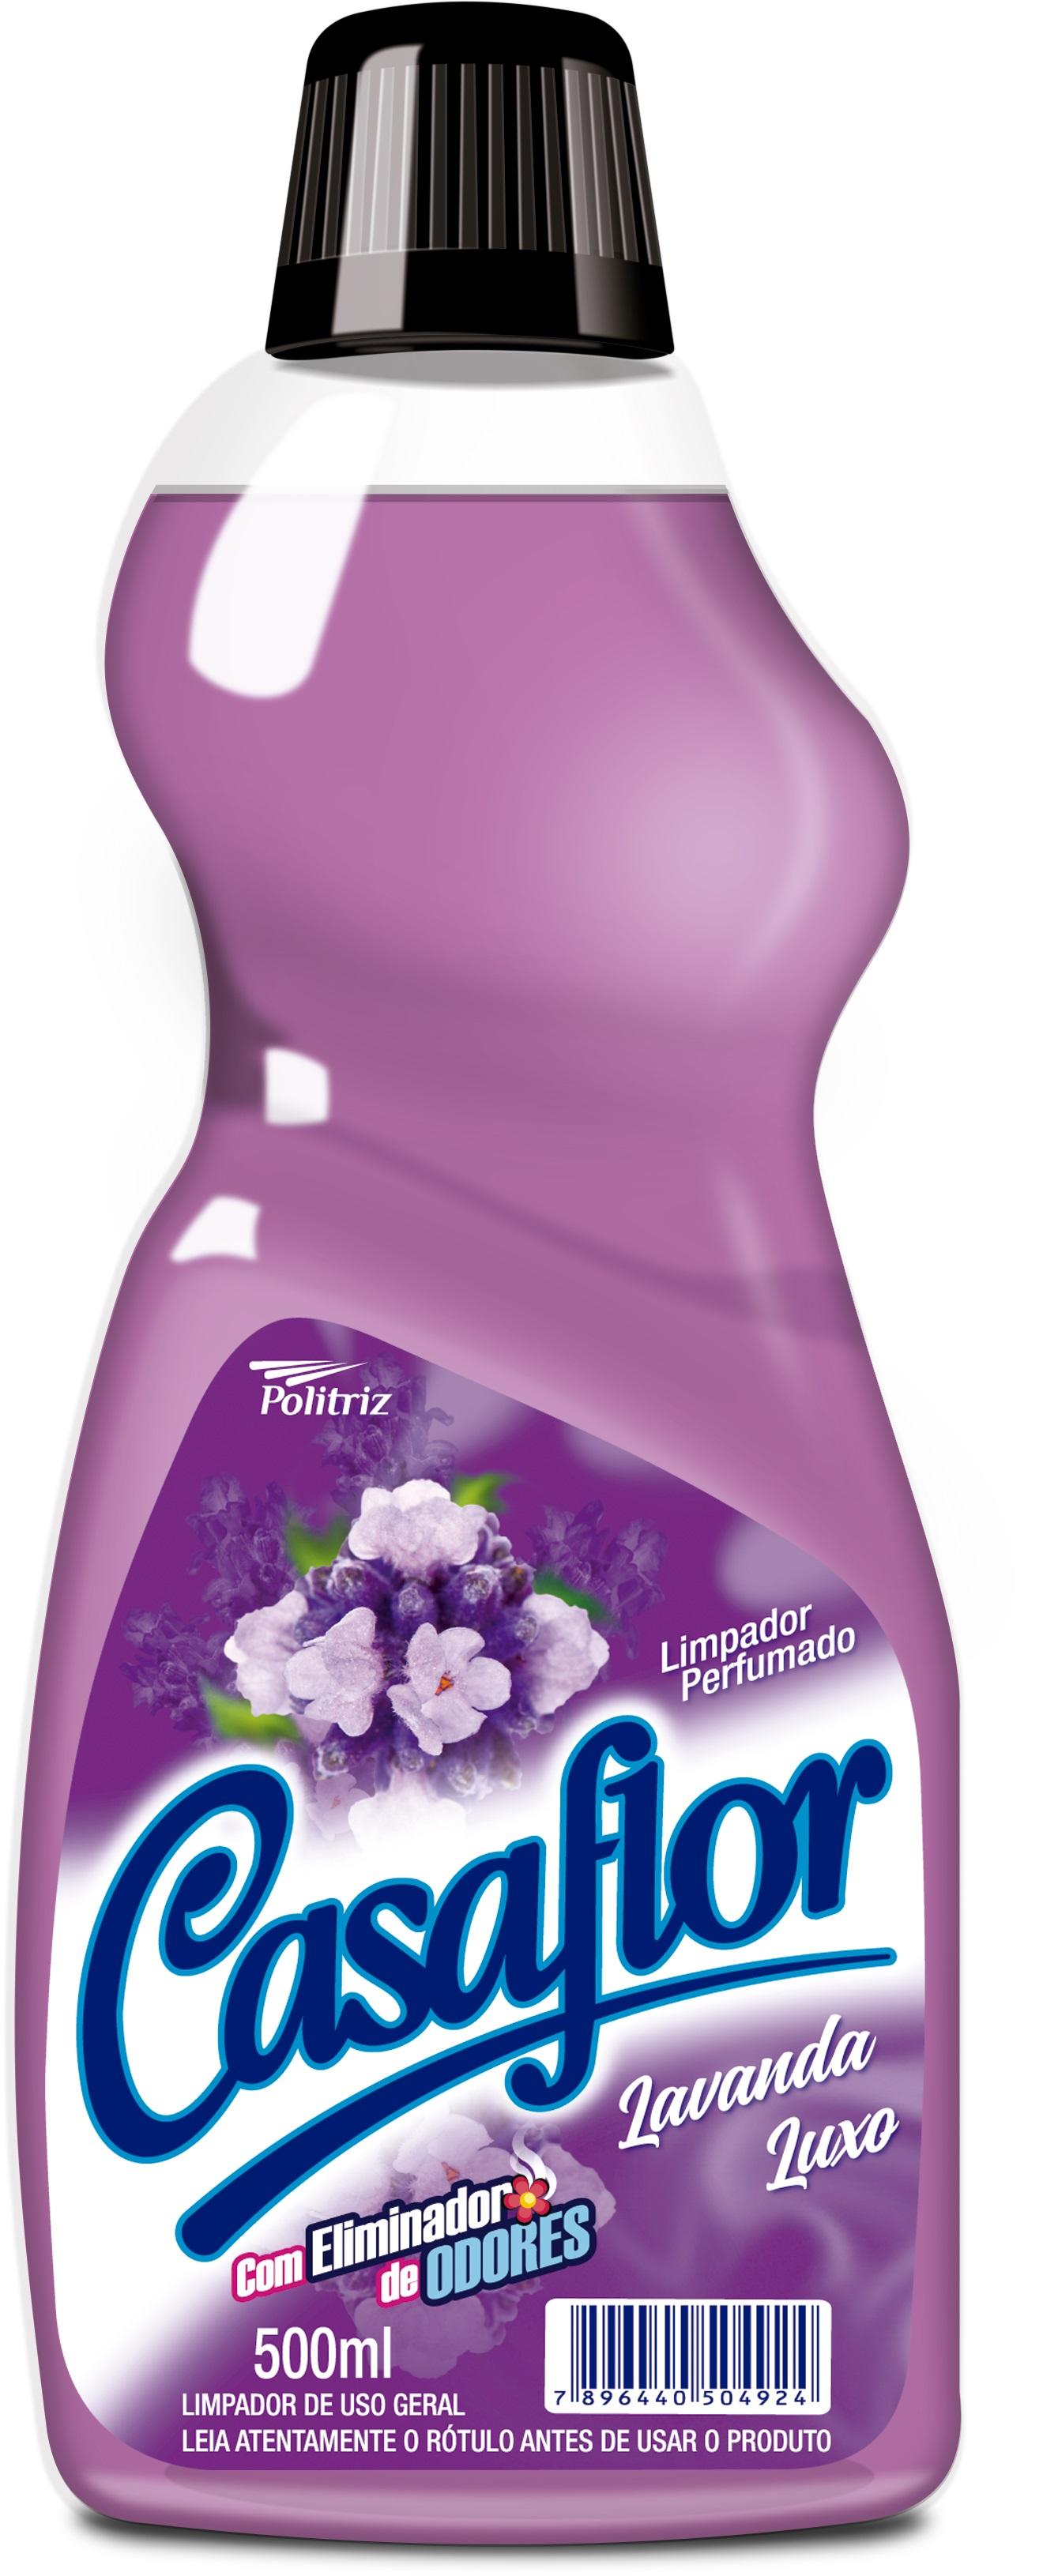 Politriz
Limpador
Perfumado
Casaflor
Lavanda
Luxo
Com Eliminador
de ODORES
500ml
LIMPADOR DE USO GERAL
LEIA ATENTAMENTE O RÓTULO ANTES DE USAR O PRODUTO
7 896440 504924